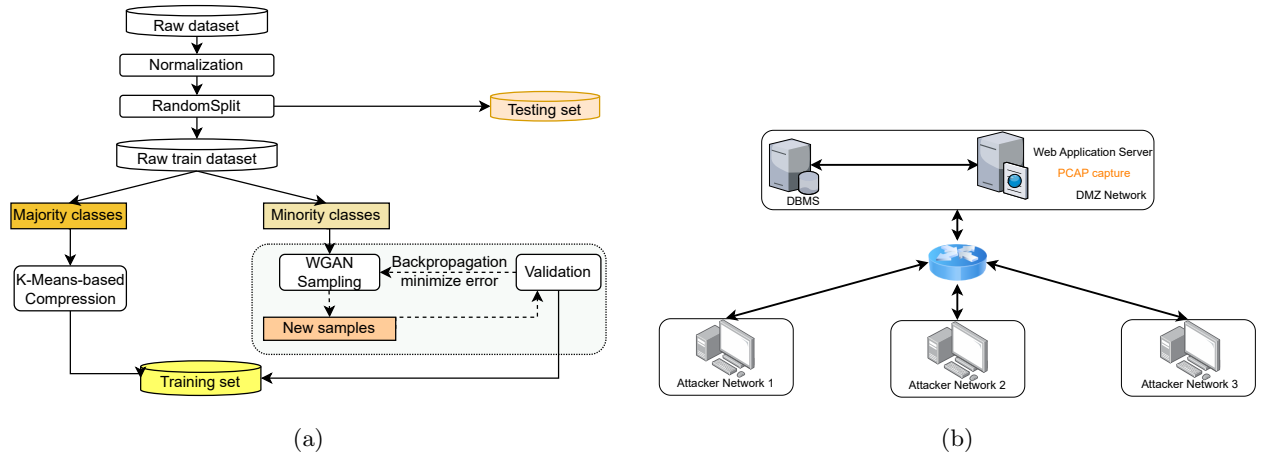 Raw dataset
Normalization
RandomSplit
Testing set
Raw train dataset
Majority classes
Minority classes
K-Means-based
Compression
WGAN
Sampling
Backpropagation
minimize error
Validation
New samples
Training set
(a)
DBMS
Web Application Server
PCAP capture
DMZ Network
Attacker Network 1
Attacker Network 2
Attacker Network 3
(b)